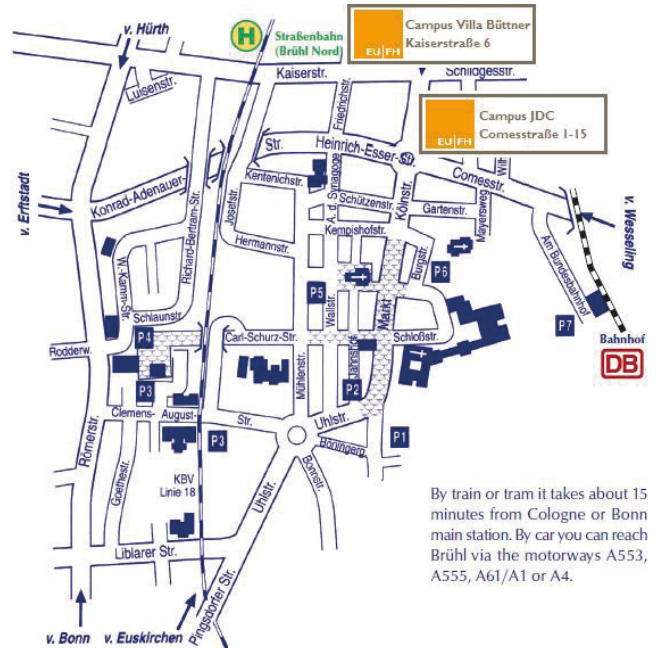 v. Hürth
H
Straßenbahn
(Brühl Nord)
EU|FH
Campus Villa Büttner
Kaiserstraße 6
Luisenstr.
Kaiserstr.
Friedrichstr.
Schildgesstr.
EU|FH
Campus JDC
Comesstraße 1-15
Str.
Heinrich-Esser-Str.
Konrad-Adenauer-
Kentenichstr.
A. d. Synagoge
Comesstr.
v. Wesseling
v. Erftstadt
Richard-Bertram-Str.
Josefstr.
Schützenstr.
Kölnstr.
Gartenstr.
Mayersweg
Kempishofstr.
Hermannstr.
Burgstr.
Am Bundesbahnhof
W.-Kamm-Str.
P6
P5
Wallstr.
Markt
Schlaunstr.
P4
Carl-Schurz-Str.
Schloßstr.
P7
Bahnhof
DB
Rodderw.
Mühlenstr.
Jahnshof
P3
P2
Clemens-
August-
Str.
Uhlstr.
P3
P1
Römerstr.
Goethestr.
Bonnstr.
KBV
Linie 18
Uhlstr.
Liblarer Str.
Pingsdorfer Str.
v. Bonn
v. Euskirchen
By train or tram it takes about 15
minutes from Cologne or Bonn
main station. By car you can reach
Brühl via the motorways A553,
A555, A61/A1 or A4.